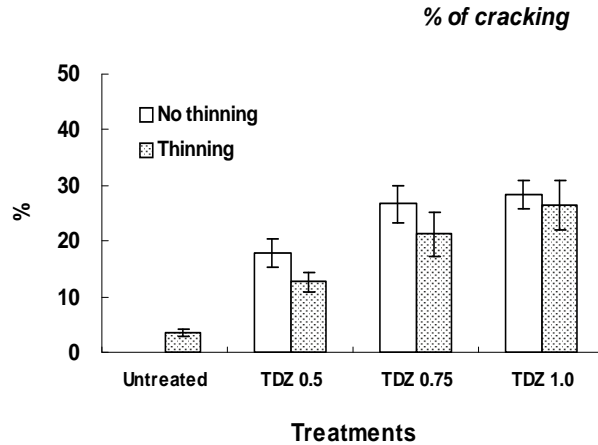 % of cracking
50
40
30
20
10
0
%
No thinning
Thinning
Untreated TDZ 0.5 TDZ 0.75 TDZ 1.0
Treatments